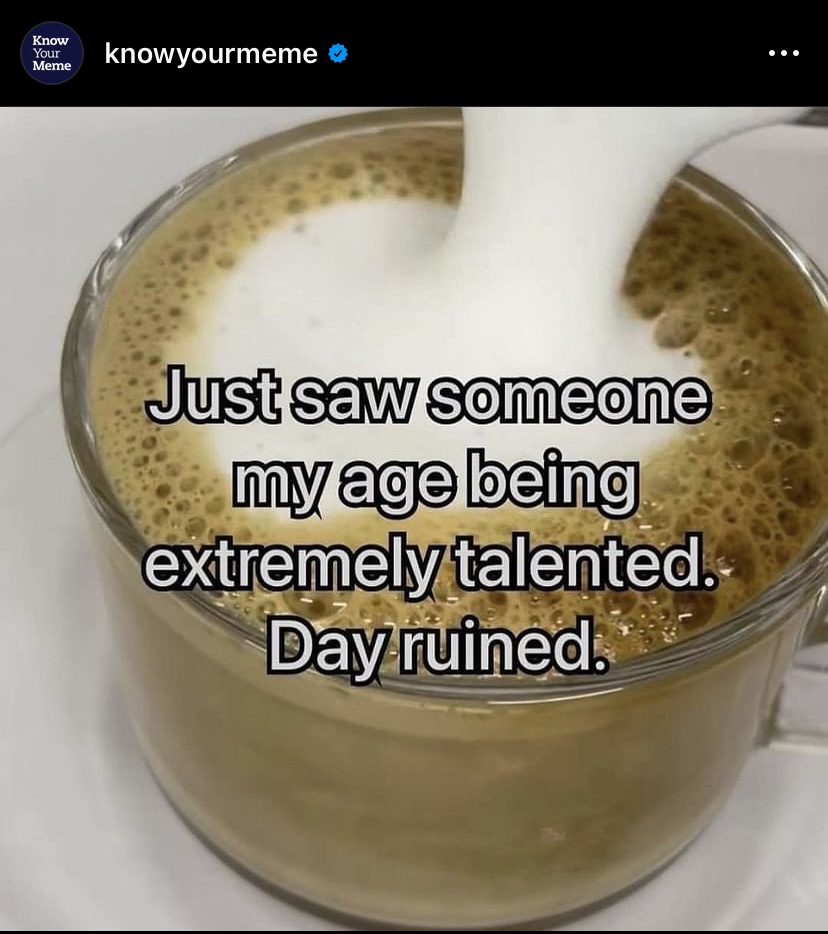 Know
Your
Meme
knowyourmeme
Just saw someone
my age being
extremely talented.
Day ruined.